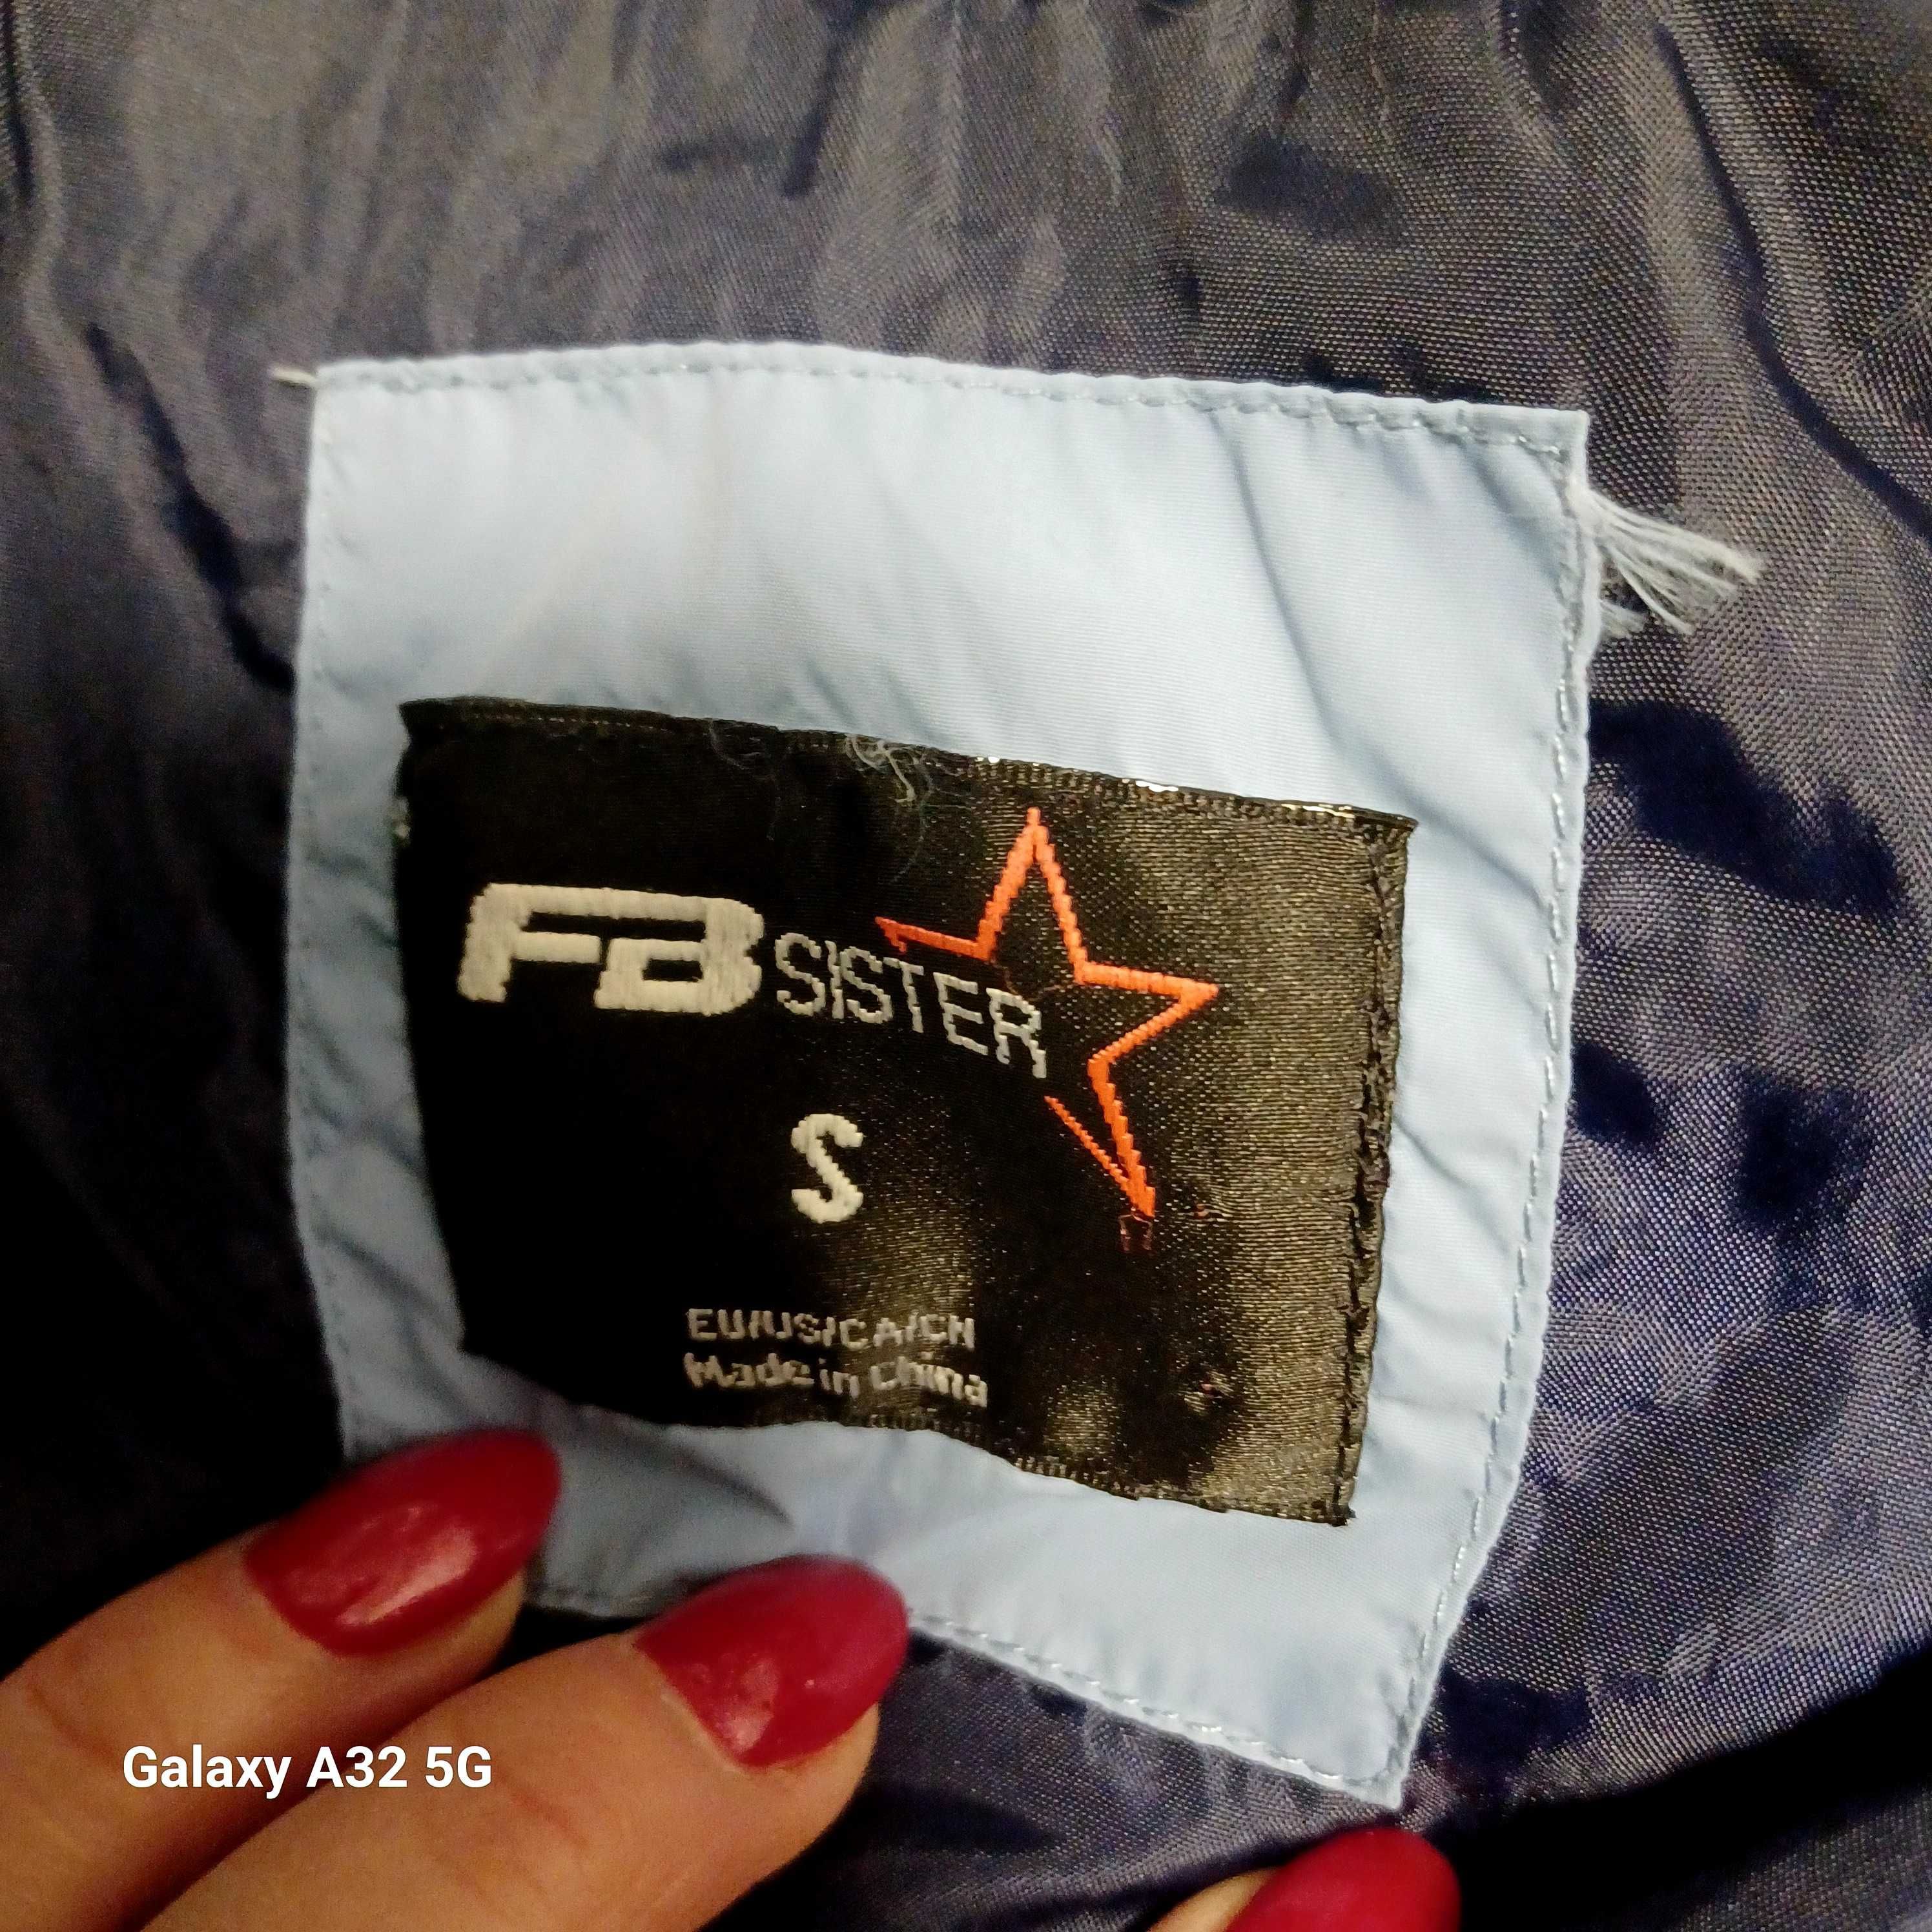 FB SISTER
S
EU/US/CA/CN
Made in China
Galaxy A32 5G